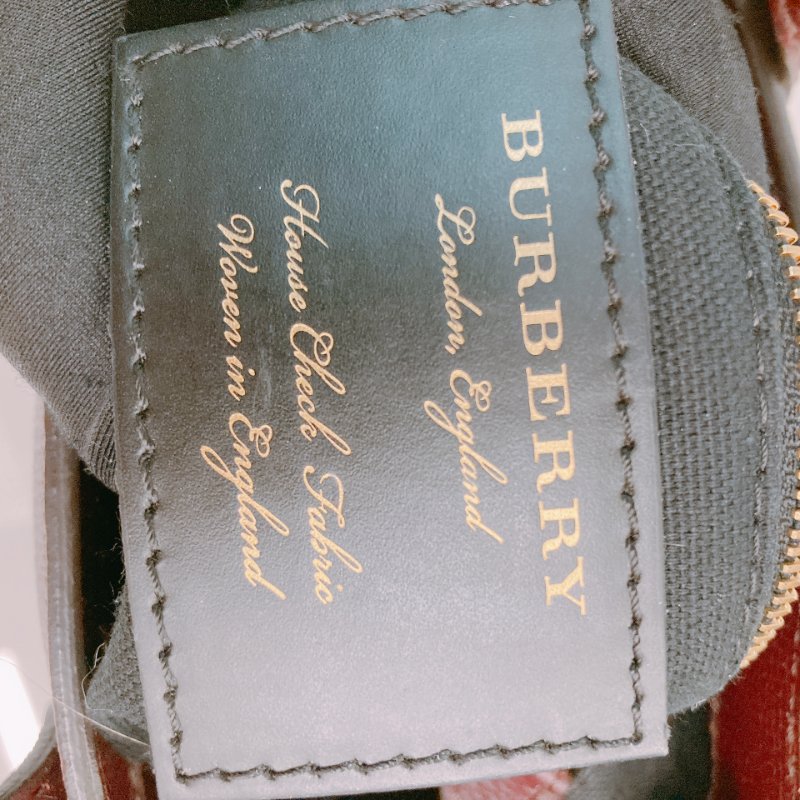 BURBERRY
London, England
House Check Fabric
Woven in England